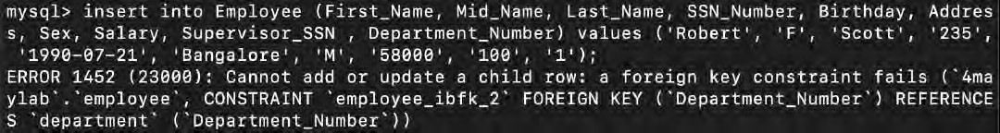 mysql> insert into Employee (First_Name, Mid_Name, Last_Name, SSN_Number, Birthday, Addres
s, Sex, Salary, Supervisor_SSN , Department_Number) values ('Robert', 'F', 'Scott', '235',
 '1990-07-21', 'Bangalore', 'M', '58000', '100', '1');
ERROR 1452 (23000): Cannot add or update a child row: a foreign key constraint fails (`4ma
ylab`.`employee`, CONSTRAINT `employee_ibfk_2` FOREIGN KEY (`Department_Number`) REFERENCE
S `department` (`Department_Number`))